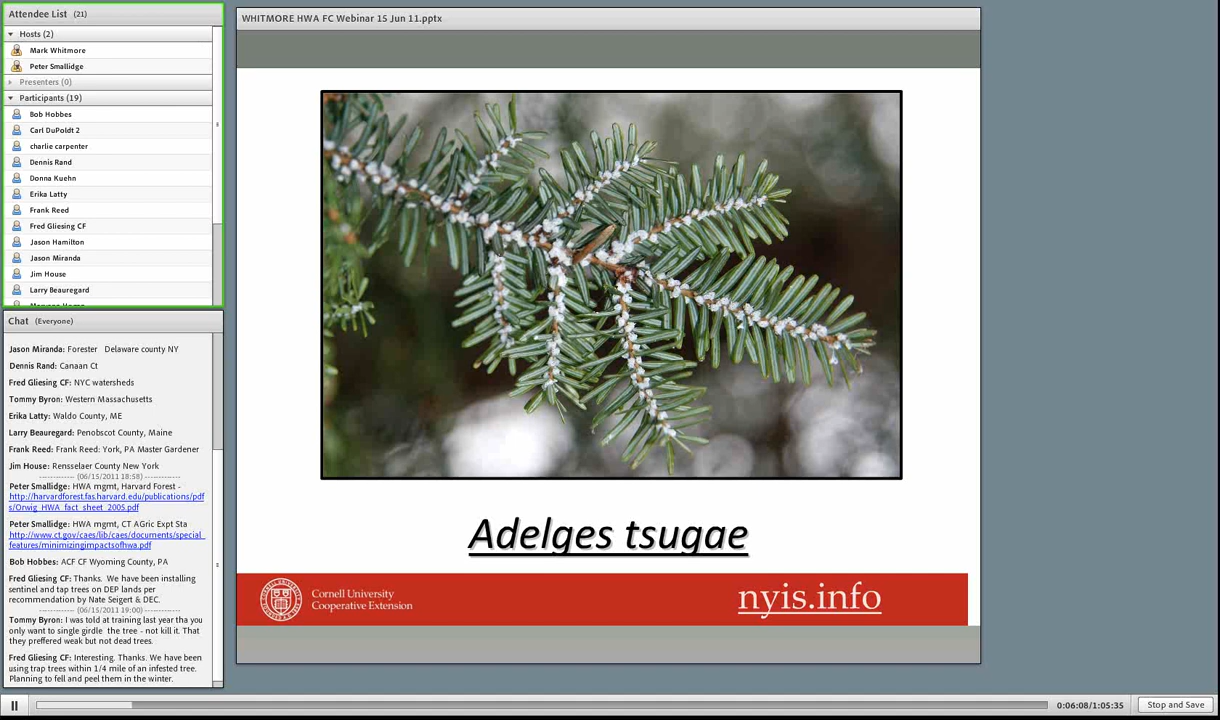 Attendee List (21)
Hosts (2)
Mark Whitmore
Peter Smallidge
Presenters (0)
Participants (19)
Bob Hobbes
Carl DuPoldt 2
charlie carpenter
Dennis Rand
Donna Kuehn
Erika Latty
Frank Reed
Fred Gliesing CF
Jason Hamilton
Jason Miranda
Jim House
Larry Beauregard
Chat (Everyone)
Jason Miranda: Forester Delaware county NY
Dennis Rand: Canaan Ct
Fred Gliesing CF: NYC watersheds
Tommy Byron: Western Massachusetts
Erika Latty: Waldo County, ME
Larry Beauregard: Penobscot County, Maine
Frank Reed: Frank Reed: York, PA Master Gardener
Jim House: Rensselaer County New York
------------- (06/15/2011 18:58) -------------
Peter Smallidge: HWA mgmt, Harvard Forest -
http://harvardforest.fas.harvard.edu/publications/pdf
s/Orwig_HWA_fact_sheet_2005.pdf
Peter Smallidge: HWA mgmt, CT AGric Expt Sta
http://www.ct.gov/caes/lib/caes/documents/special_
features/minimizingimpactsofhwa.pdf
Bob Hobbes: ACF CF Wyoming County, PA
Fred Gliesing CF: Thanks. We have been installing
sentinel and tap trees on DEP lands per
recommendation by Nate Seigert & DEC.
------------- (06/15/2011 19:00) -------------
Tommy Byron: I was told at training last year tha you
only want to single girdle the tree - not kill it. That
they preffered weak but not dead trees.
Fred Gliesing CF: Interesting. Thanks. We have been
using trap trees within 1/4 mile of an infested tree.
Planning to fell and peel them in the winter.
WHITMORE HWA FC Webinar 15 Jun 11.pptx
Adelges tsugae
Cornell University
Cooperative Extension
nyis.info
0:06:08/1:05:35
Stop and Save